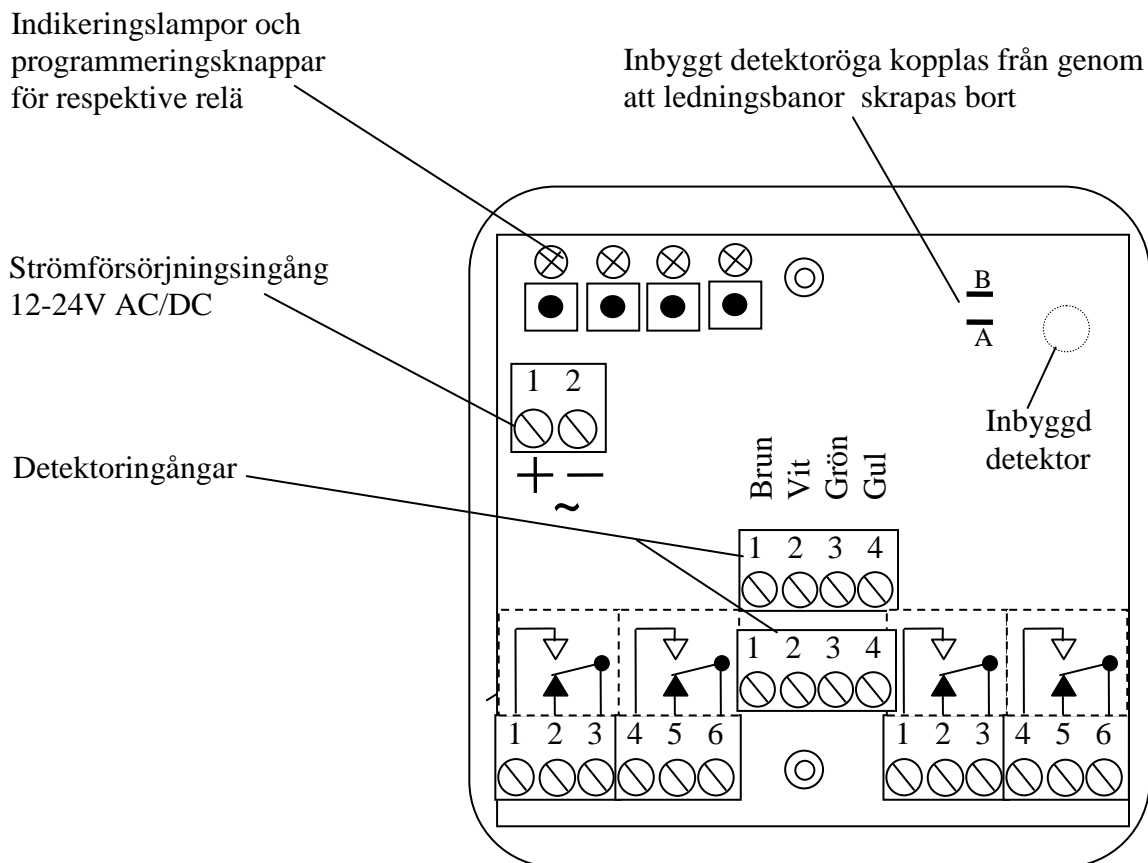 Indikeringslampor och
programmeringsknappar
för respektive relä
Inbyggt detektoröga kopplas från genom
att ledningsbanor skrapas bort
Strömförsörjningsingång
12-24V AC/DC
B
A
1 2
+ −
~
Inbyggd
detektor
Detektoringångar
Brun
Vit
Grön
Gul
1 2 3 4
1 2 3 4
1 2 3 4 5 6
1 2 3 4 5 6